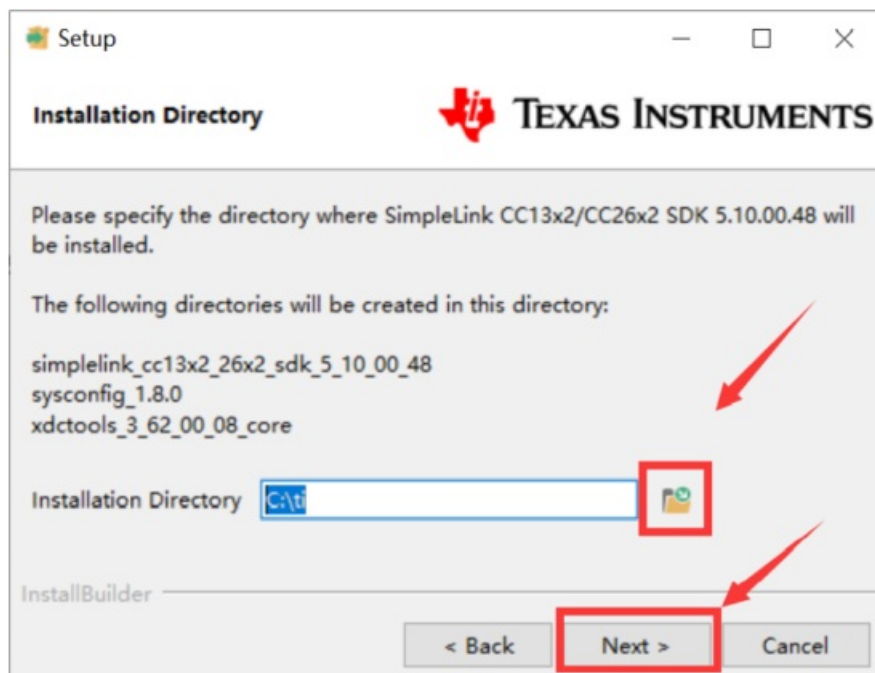 Setup
Installation Directory
TEXAS INSTRUMENTS
Please specify the directory where SimpleLink CC13x2/CC26x2 SDK 5.10.00.48 will
be installed.
The following directories will be created in this directory:
simplelink_cc13x2_26x2_sdk_5_10_00_48
sysconfig_1.8.0
xdctools_3_62_00_08_core
Installation Directory C:\ti
InstallBuilder
< Back Next > Cancel